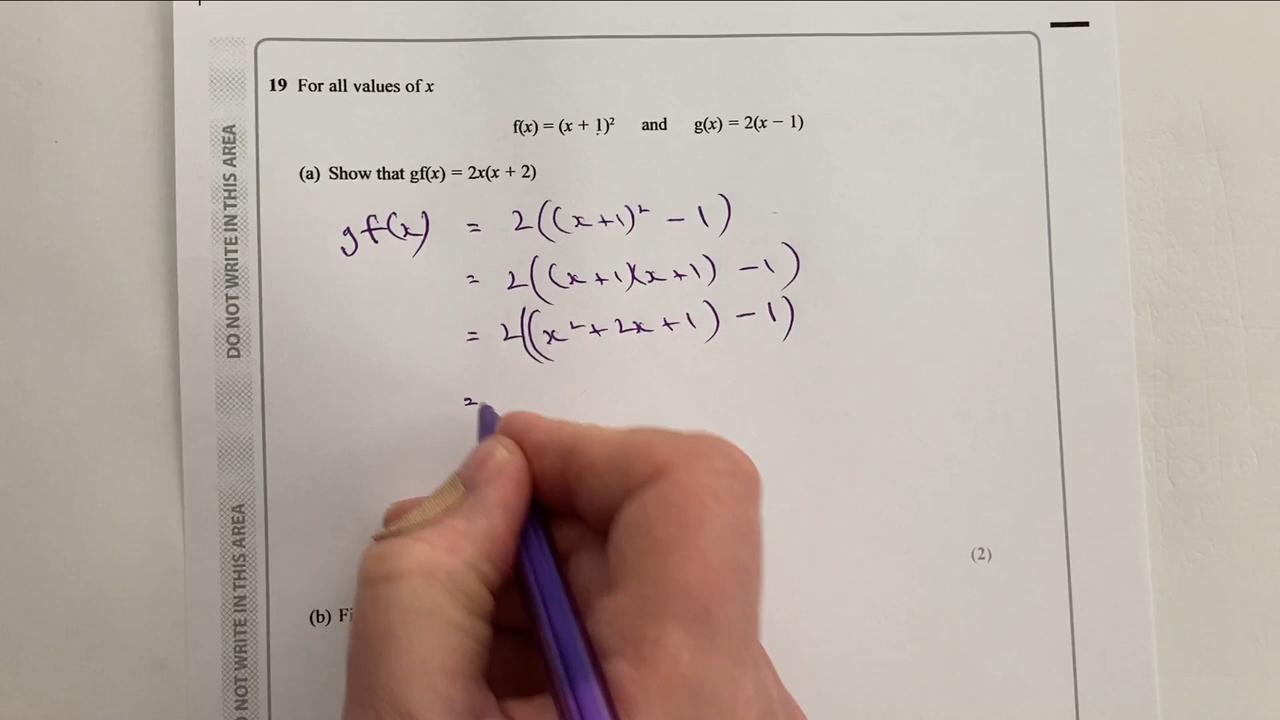 19 For all values of x
f(x) = (x + 1)² and g(x) = 2(x − 1)
(a) Show that gf(x) = 2x(x + 2)
gf(x) = 2((x+1)² − 1)
= 2((x+1)(x+1) − 1)
= 2((x²+2x+1) − 1)
=
(2)
(b)
DO NOT WRITE IN THIS AREA
NOT WRITE IN THIS AREA